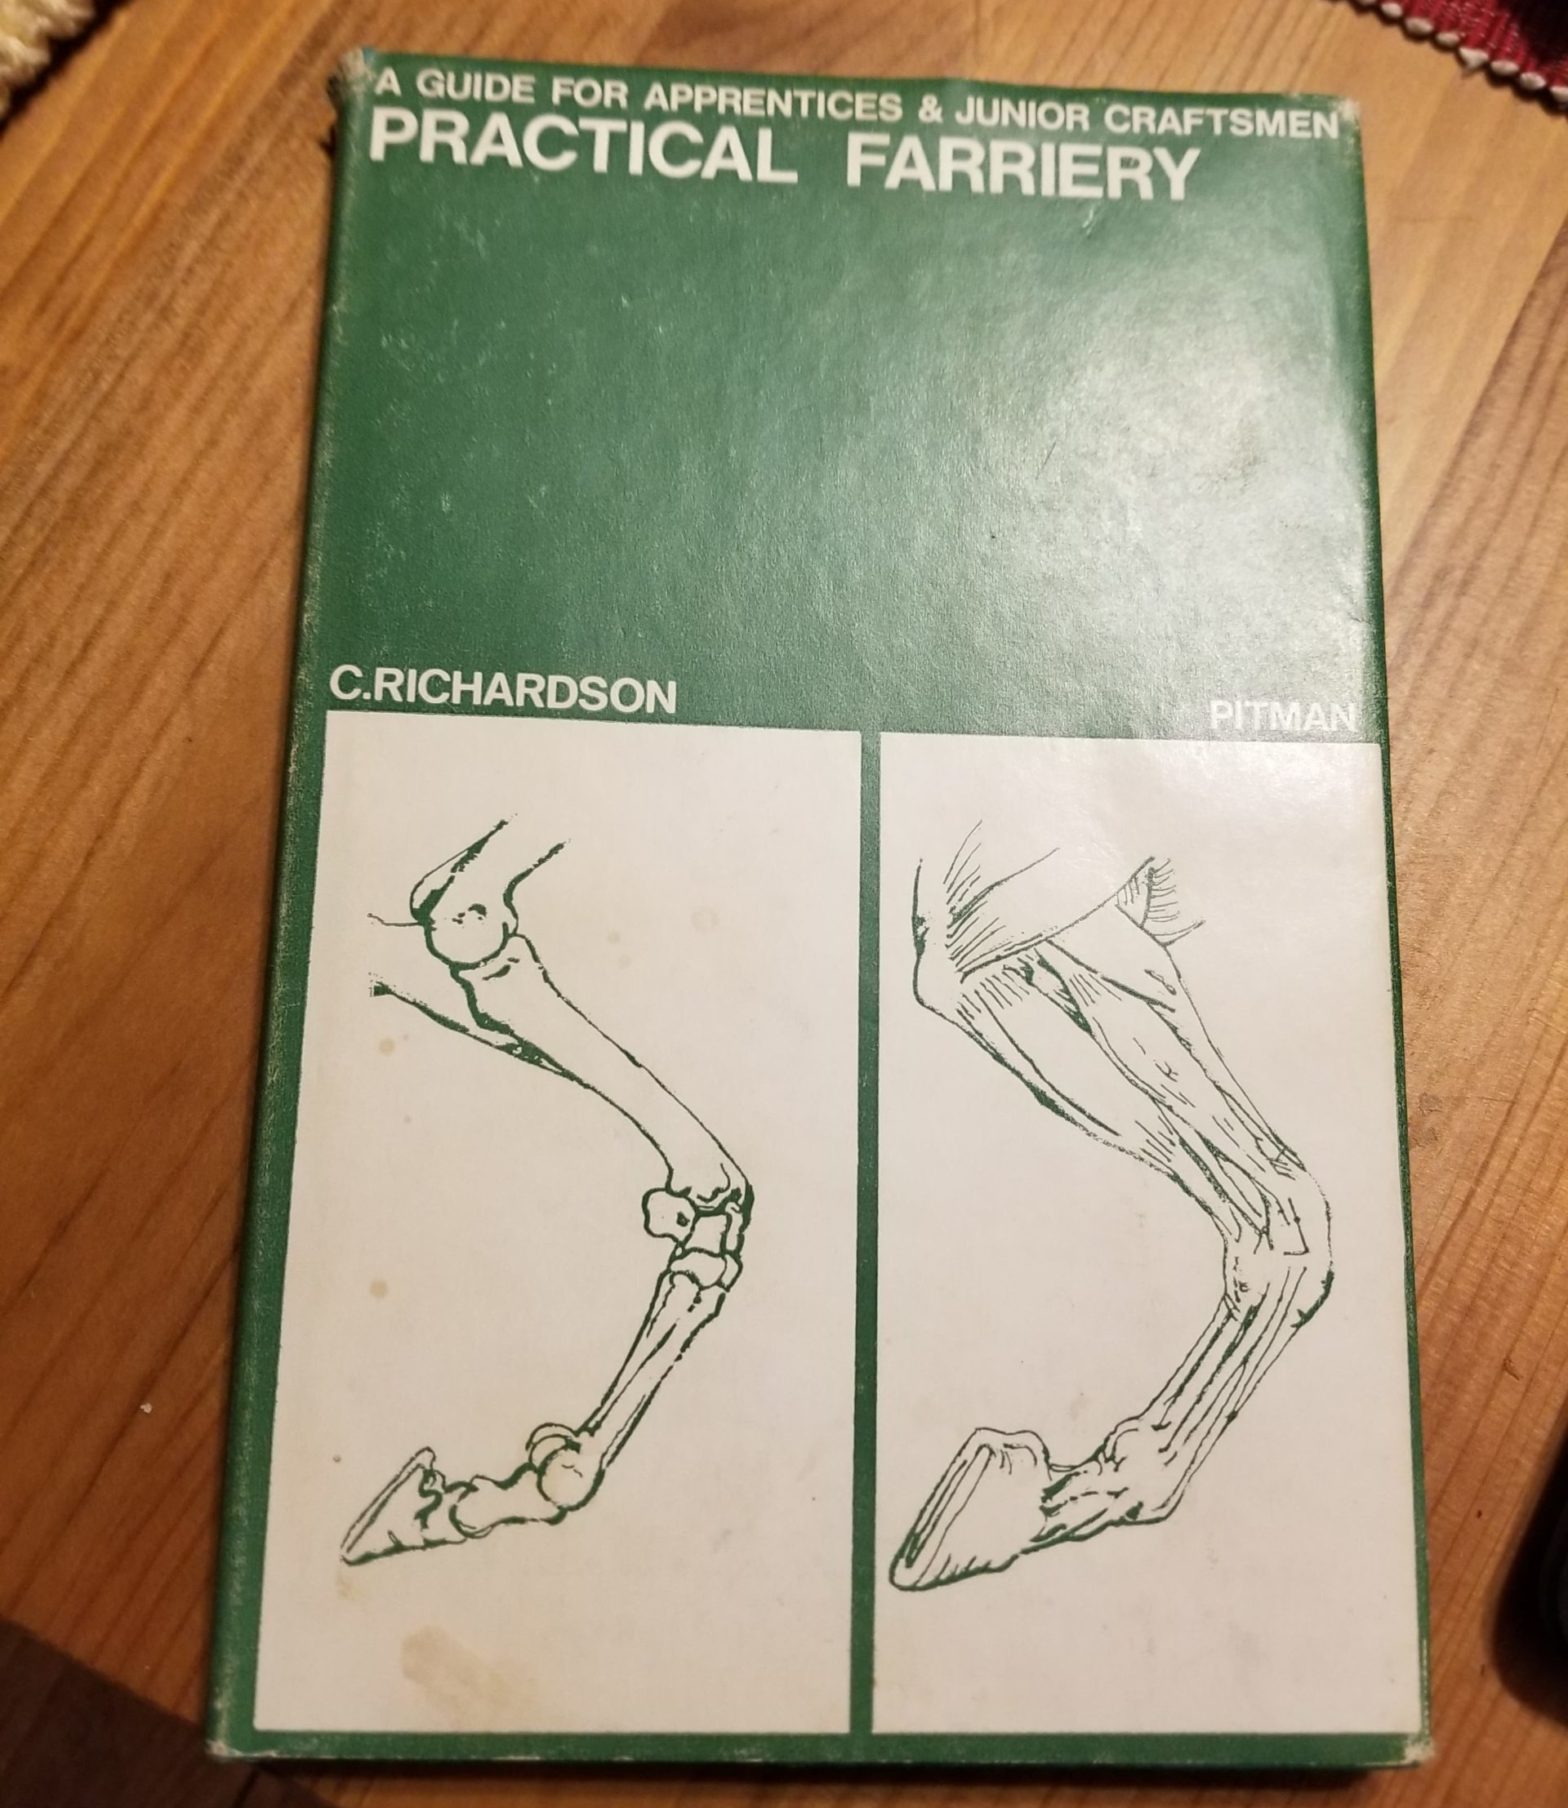 A GUIDE FOR APPRENTICES & JUNIOR CRAFTSMEN
PRACTICAL FARRIERY
C.RICHARDSON
PITMAN